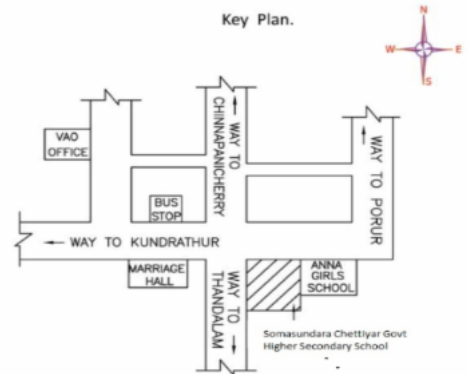 Key Plan.
N
W
E
S
VAO
OFFICE
WAY TO
CHINNAPANICHERRY
WAY TO PORUR
BUS
STOP
WAY TO KUNDRATHUR
MARRIAGE
HALL
WAY TO
THANDALAM
ANNA
GIRLS
SCHOOL
Somasundara Chettiyar Govt
Higher Secondary School